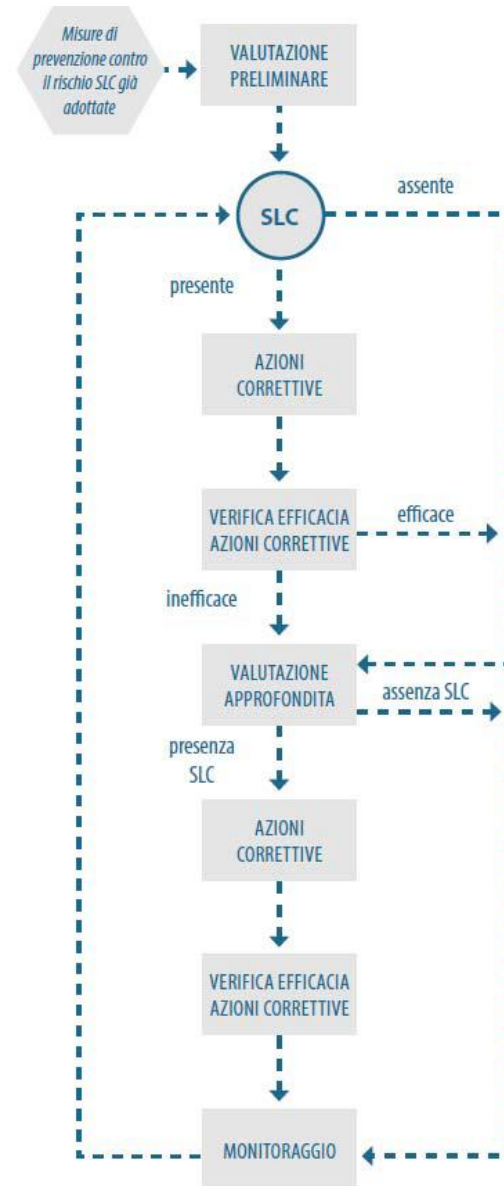 Misure di
prevenzione contro
il rischio SLC già
adottate
VALUTAZIONE
PRELIMINARE
SLC
assente
presente
AZIONI
CORRETTIVE
VERIFICA EFFICACIA
AZIONI CORRETTIVE
efficace
inefficace
VALUTAZIONE
APPROFONDITA
assenza SLC
presenza
SLC
AZIONI
CORRETTIVE
VERIFICA EFFICACIA
AZIONI CORRETTIVE
MONITORAGGIO